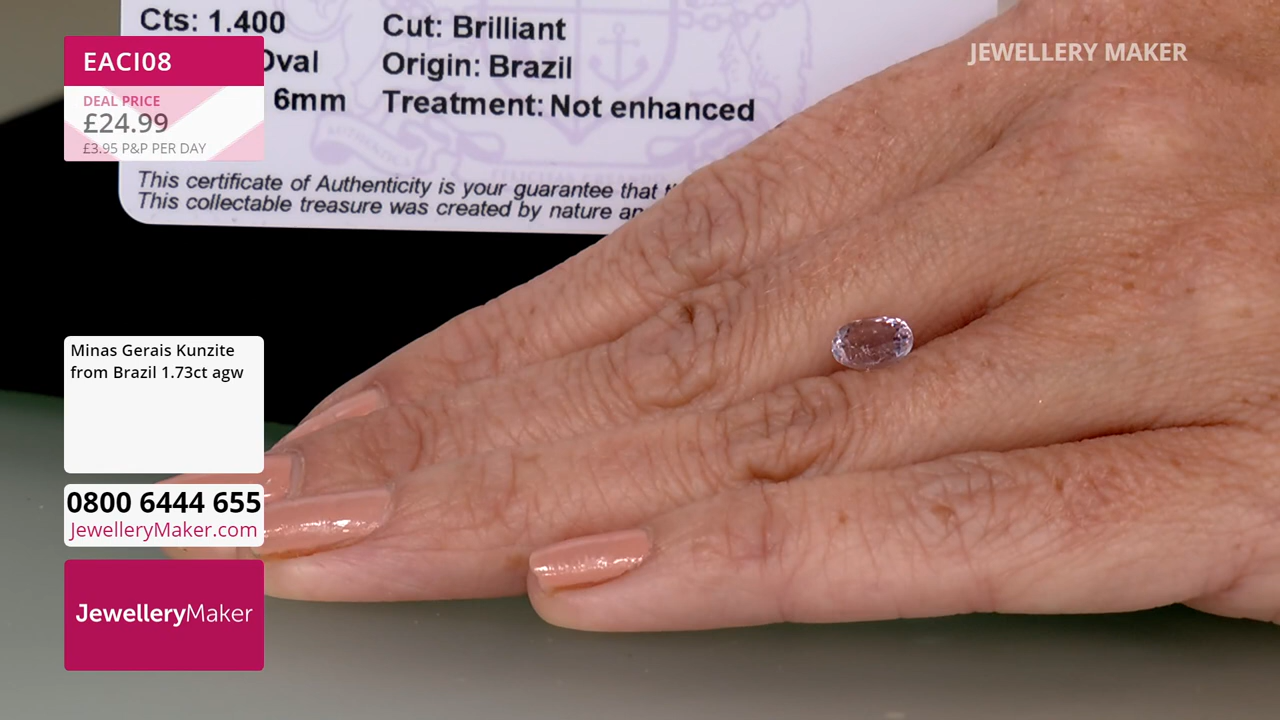 Cts: 1.400
Cut: Brilliant
Oval
Origin: Brazil
6mm
Treatment: Not enhanced
This certificate of Authenticity is your guarantee that
This collectable treasure was created by nature
JEWELLERY MAKER
EACI08
DEAL PRICE
£24.99
£3.95 P&P PER DAY
Minas Gerais Kunzite
from Brazil 1.73ct agw
0800 6444 655
JewelleryMaker.com
JewelleryMaker